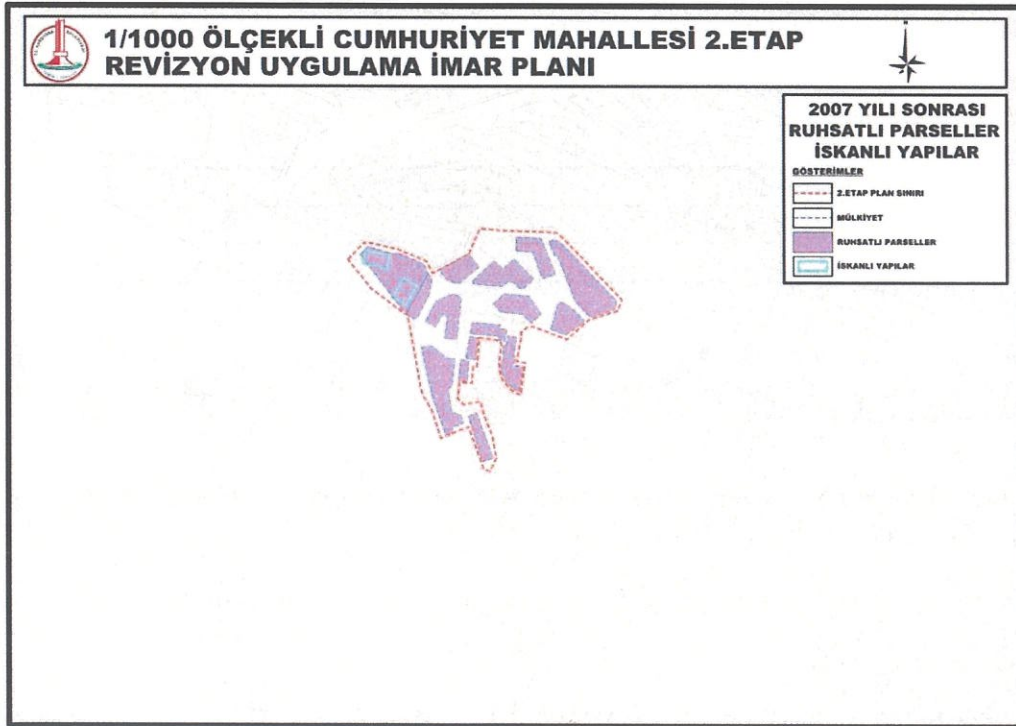 1/1000 ÖLÇEKLİ CUMHURİYET MAHALLESİ 2.ETAP
REVİZYON UYGULAMA İMAR PLANI
2007 YILI SONRASI
RUHSATLI PARSELLER
İSKANLI YAPILAR
GÖSTERİMLER
2.ETAP PLAN SINIRI
MÜLKİYET
RUHSATLI PARSELLER
İSKANLI YAPILAR